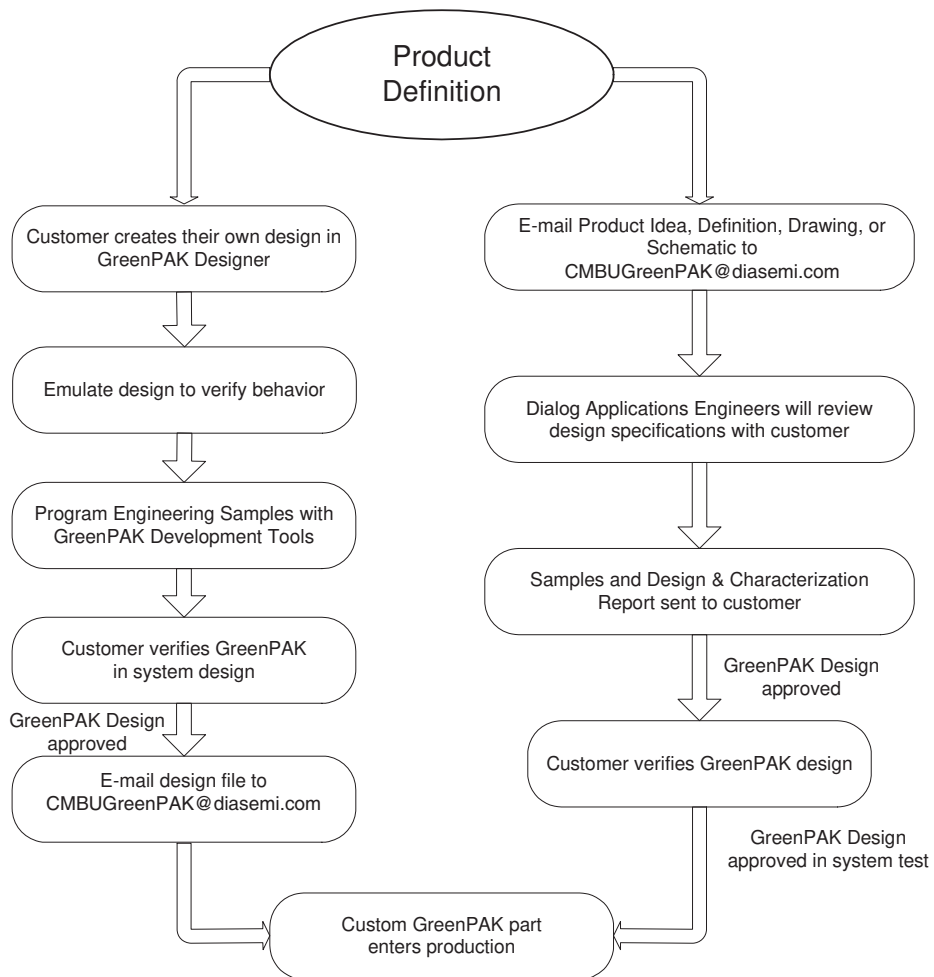 Product
Definition
Customer creates their own design in
GreenPAK Designer
Emulate design to verify behavior
Program Engineering Samples with
GreenPAK Development Tools
Customer verifies GreenPAK
in system design
GreenPAK Design
approved
E-mail design file to
CMBUGreenPAK@diasemi.com
E-mail Product Idea, Definition, Drawing, or
Schematic to
CMBUGreenPAK@diasemi.com
Dialog Applications Engineers will review
design specifications with customer
Samples and Design & Characterization
Report sent to customer
GreenPAK Design
approved
Customer verifies GreenPAK design
GreenPAK Design
approved in system test
Custom GreenPAK part
enters production